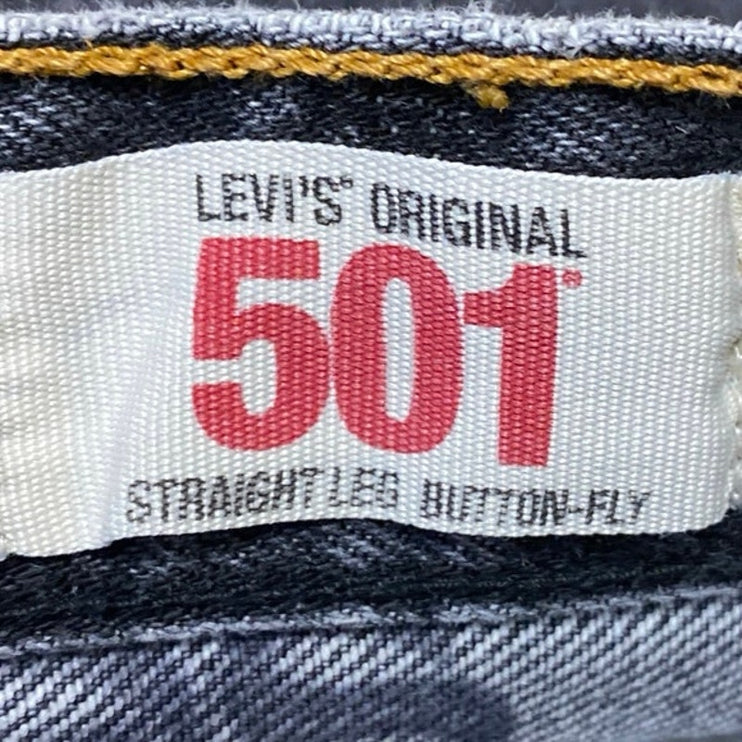 LEVI'S® ORIGINAL
501®
STRAIGHT LEG BUTTON-FLY